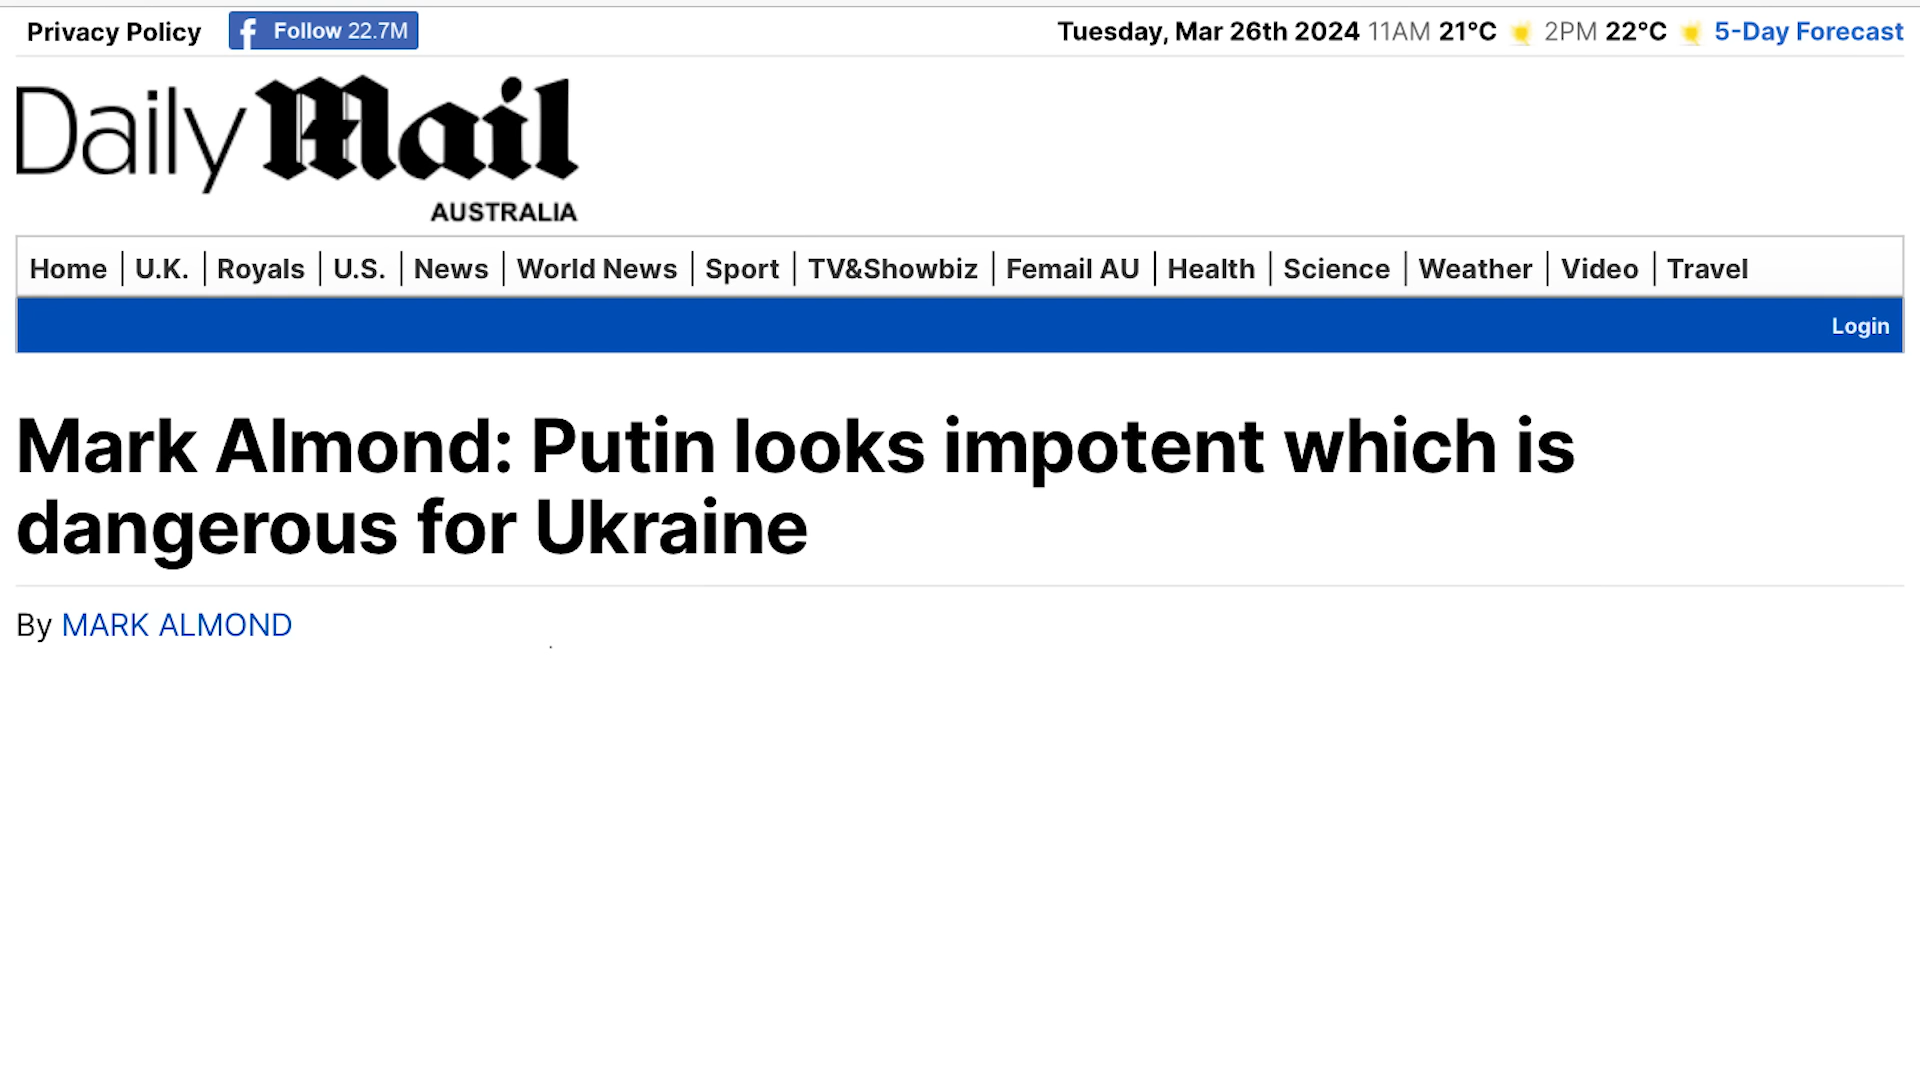 Privacy Policy f Follow 22.7M Tuesday, Mar 26th 2024 11AM 21°C 2PM 22°C 5-Day Forecast
Daily Mail
AUSTRALIA
Home U.K. Royals U.S. News World News Sport TV&Showbiz Femail AU Health Science Weather Video Travel
Login
Mark Almond: Putin looks impotent which is
dangerous for Ukraine
By MARK ALMOND